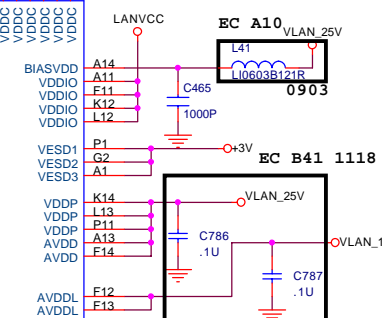 VDDC
VDDC
VDDC
VDDC
VDDC
VDDC
LANVCC
EC A10
VLAN_25V
L41
LI0603B121R
0903
BIASVDD A14
VDDIO A11
VDDIO F11
VDDIO K12
VDDIO L12
C465
1000P
VESD1 P1
VESD2 G2
VESD3 A1
+3V
EC B41 1118
VDDP K14
VDDP L13
VDDP P11
AVDD A13
AVDD F14
VLAN_25V
C786
.1U
VLAN_1
C787
.1U
AVDDL F12
AVDDL F13